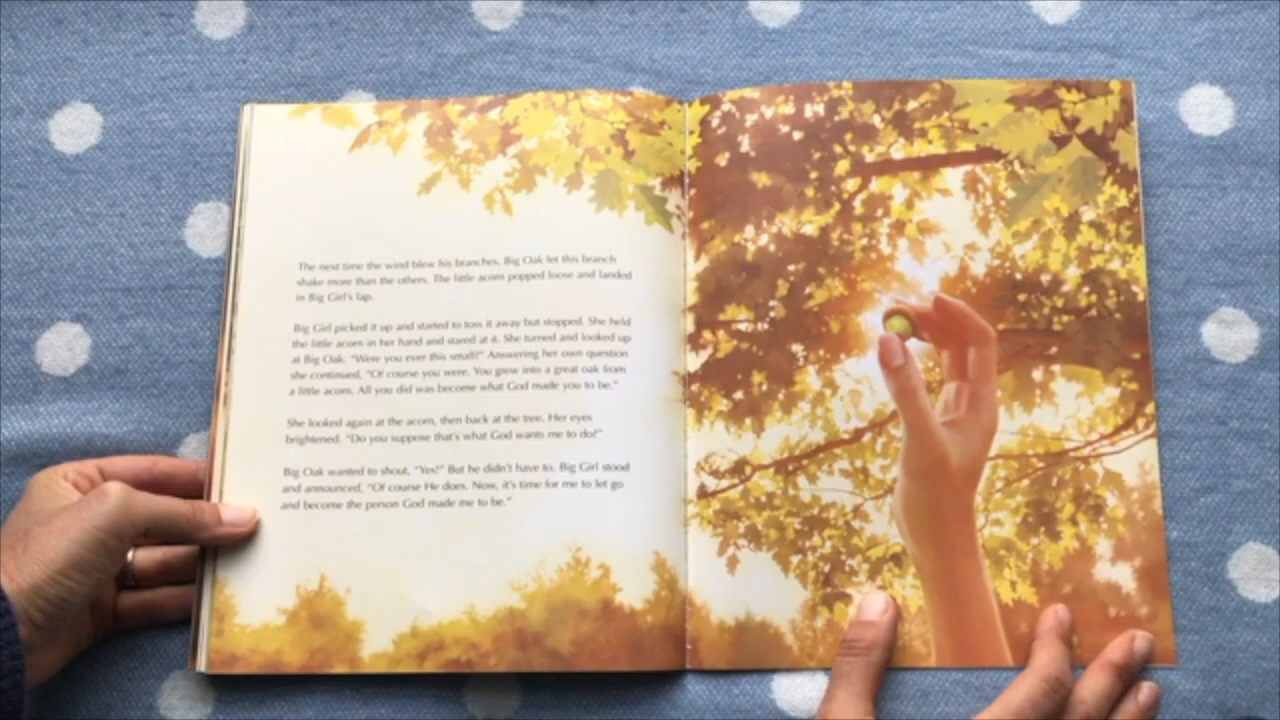 The next time the wind blew his branches, Big Oak let this branch
shake more than the others. The little acorn popped loose and landed
in Big Girl's lap.
Big Girl picked it up and started to toss it away but stopped. She held
the little acorn in her hand and stared at it. She turned and looked up
at Big Oak. "Were you ever this small?" Answering her own question
she continued, "Of course you were. You grew into a great oak from
a little acorn. All you did was become what God made you to be."
She looked again at the acorn, then back at the tree. Her eyes
brightened. "Do you suppose that's what God wants me to do?"
Big Oak wanted to shout, "Yes!" But he didn't have to. Big Girl stood
and announced, "Of course He does. Now, it's time for me to let go
and become the person God made me to be."